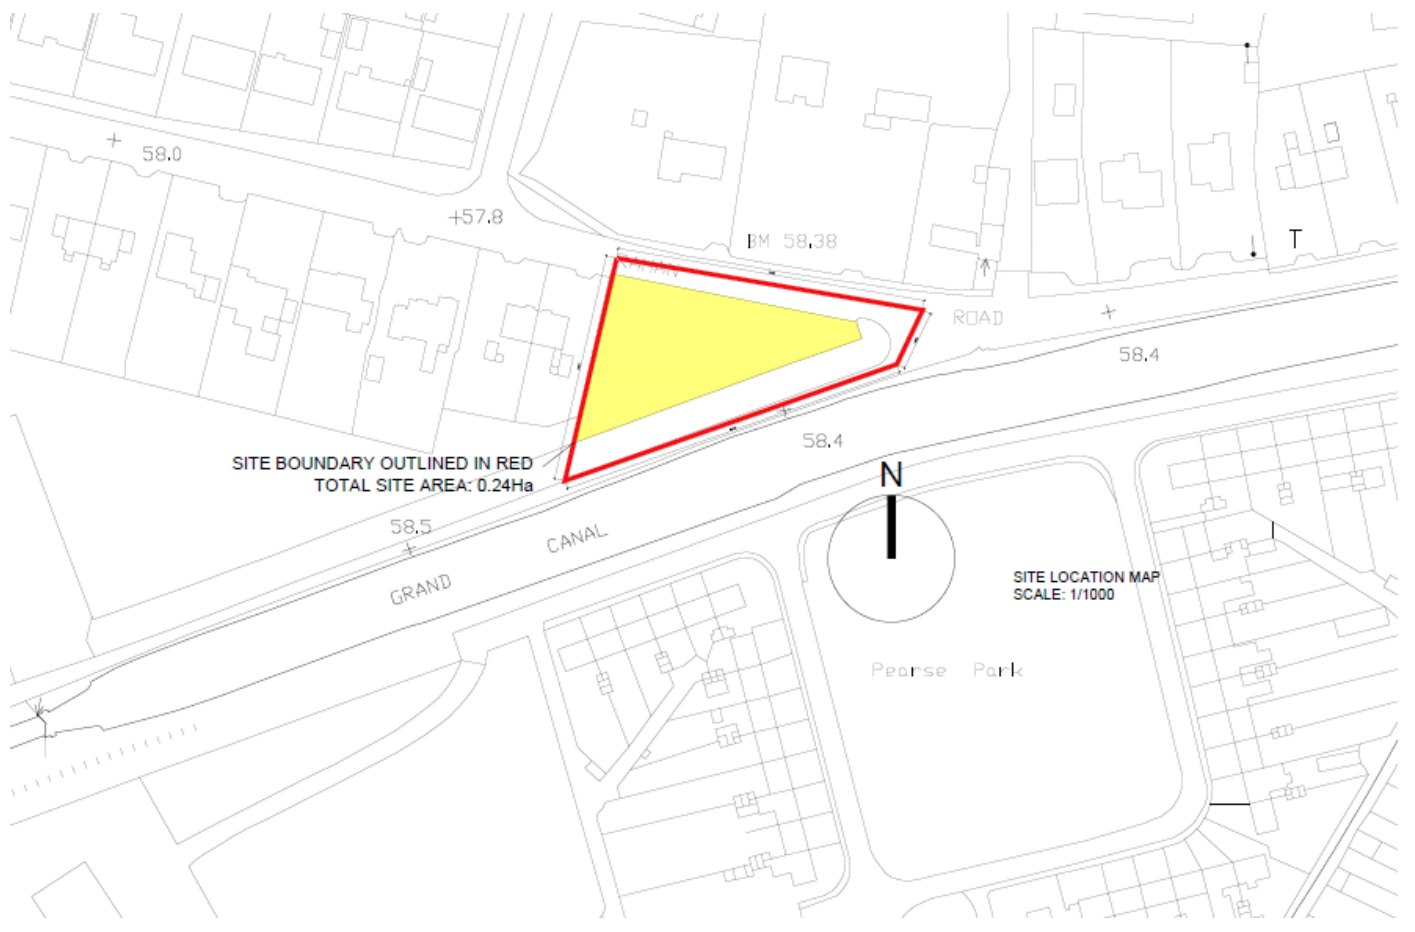 58.0
+57.8
BM 58.38
T
RAHAN
ROAD
58.4
58.4
SITE BOUNDARY OUTLINED IN RED
TOTAL SITE AREA: 0.24Ha
N
58.5
CANAL
GRAND
SITE LOCATION MAP
SCALE: 1/1000
Pearse Park